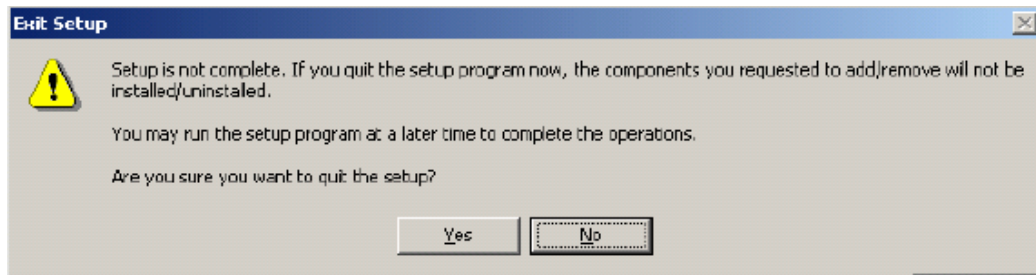 Exit Setup
Setup is not complete. If you quit the setup program now, the components you requested to add/remove will not be
installed/uninstaled.
You may run the setup program at a later time to complete the operations.
Are you sure you want to quit the setup?
Yes No